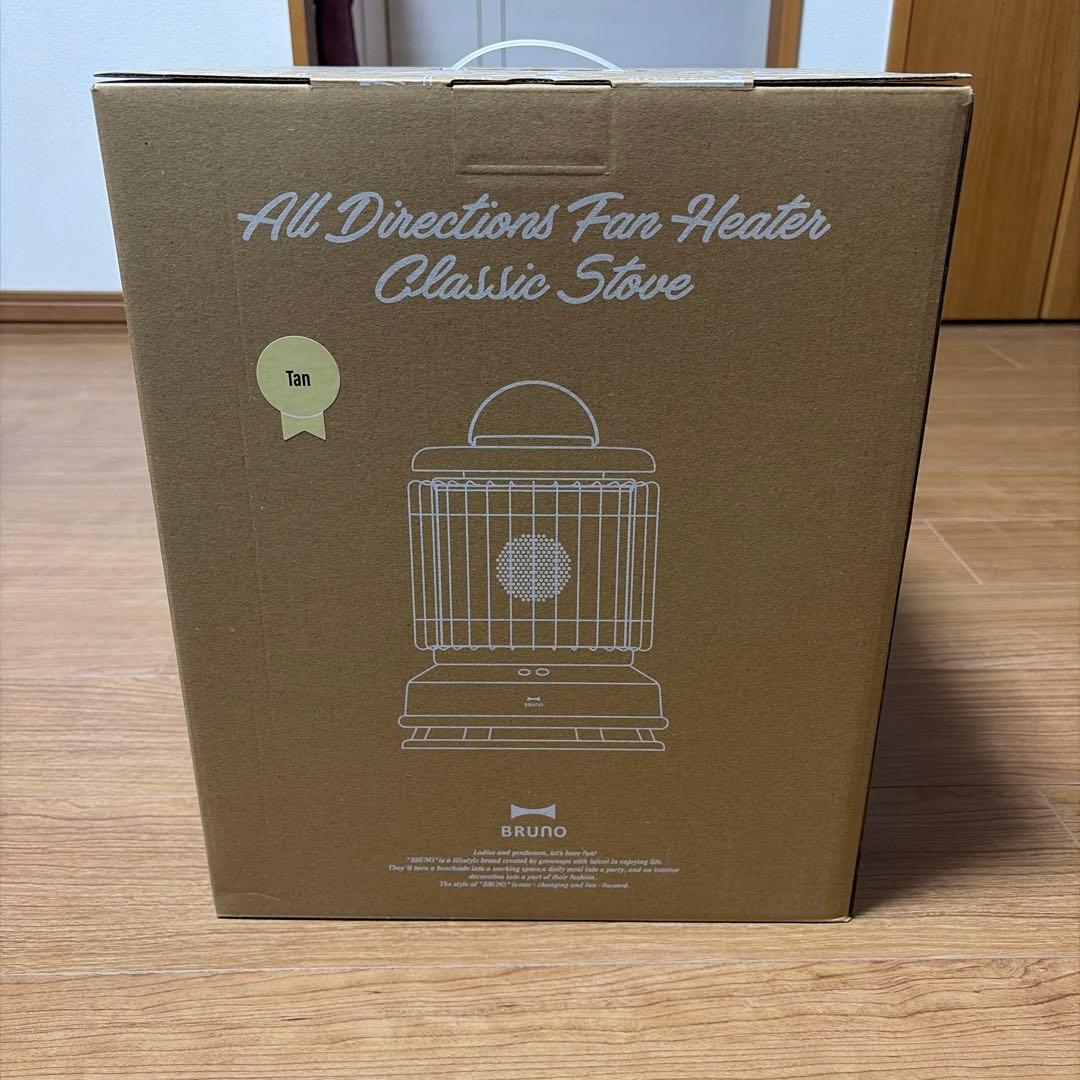 All Directions Fan Heater
Classic Stove
Tan
BRUNO
BRUNO
Ladies and gentlemen, let's have fun!
"BRUNO" is a lifestyle brand created by grownups with talent in enjoying life.
They'll turn a beachside into a working space, a daily meal into a party, and an interior
decoration into a part of their fashion.
The style of "BRUNO" is ever-changing and fun-focused.